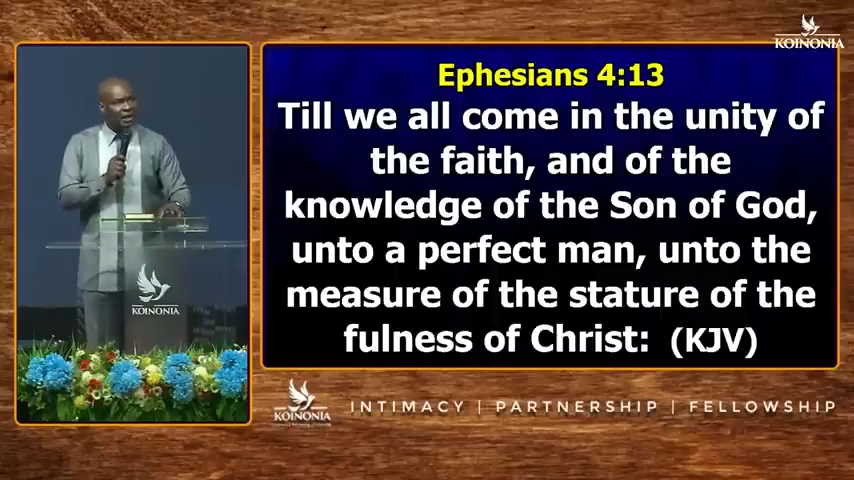 KOINONIA
Ephesians 4:13
Till we all come in the unity of
the faith, and of the
knowledge of the Son of God,
unto a perfect man, unto the
measure of the stature of the
fulness of Christ: (KJV)
KOINONIA
KOINONIA
INTIMACY | PARTNERSHIP | FELLOWSHIP